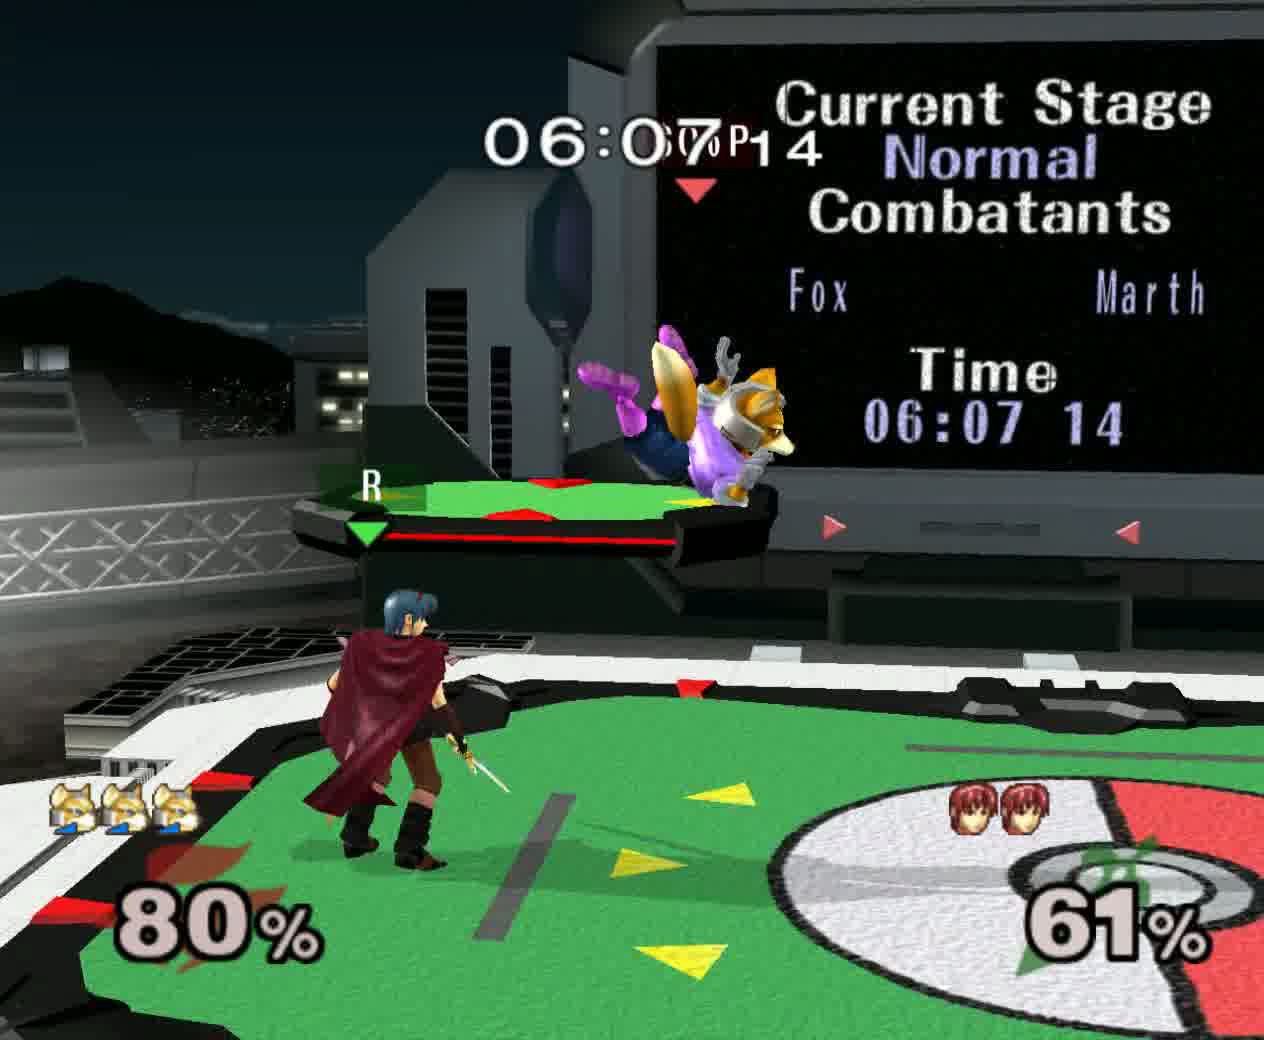 Current Stage
06:07 14
Normal
Combatants
Fox Marth
Time
06:07 14
R
80%
61%